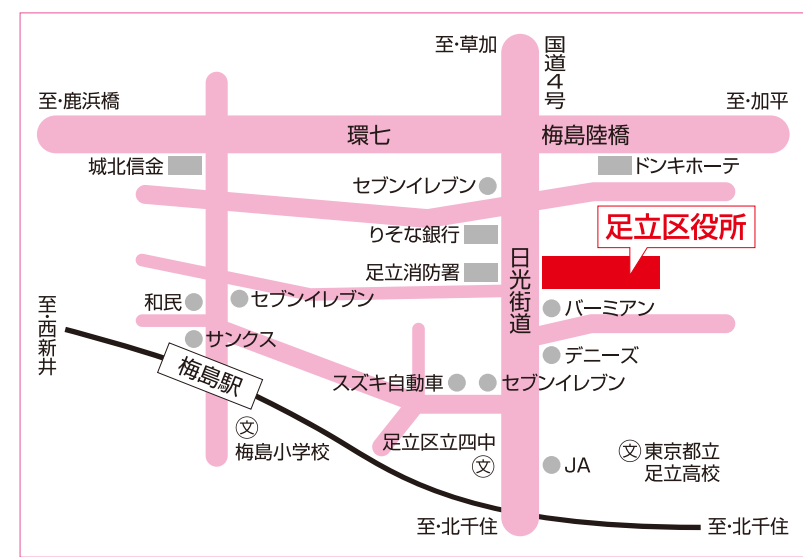 至・草加
国道4号
至・鹿浜橋
至・加平
環七
梅島陸橋
城北信金
ドンキホーテ
セブンイレブン
足立区役所
りそな銀行
足立消防署
日光街道
至・西新井
和民
セブンイレブン
バーミアン
サンクス
デニーズ
梅島駅
スズキ自動車
セブンイレブン
文
梅島小学校
足立区立四中
文
JA
文
東京都立
足立高校
至・北千住
至・北千住